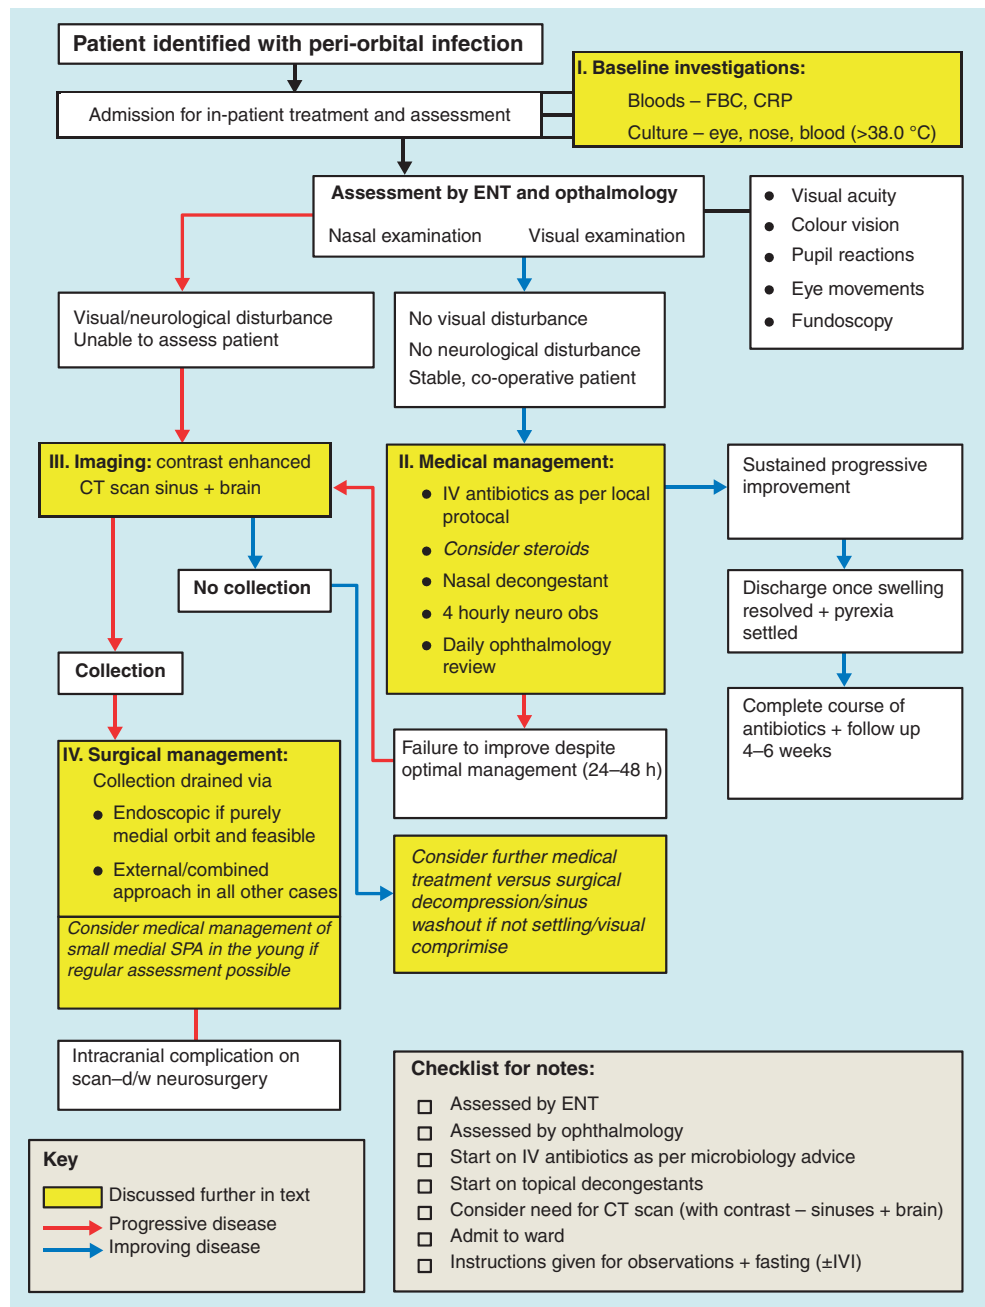 Patient identified with peri-orbital infection
I. Baseline investigations:
Bloods – FBC, CRP
Culture – eye, nose, blood (>38.0 °C)
Admission for in-patient treatment and assessment
Assessment by ENT and opthalmology
Nasal examination
Visual examination
● Visual acuity
● Colour vision
● Pupil reactions
● Eye movements
● Fundoscopy
Visual/neurological disturbance
Unable to assess patient
No visual disturbance
No neurological disturbance
Stable, co-operative patient
III. Imaging: contrast enhanced
CT scan sinus + brain
II. Medical management:
● IV antibiotics as per local
protocal
● Consider steroids
● Nasal decongestant
● 4 hourly neuro obs
● Daily ophthalmology
review
Sustained progressive
improvement
No collection
Discharge once swelling
resolved + pyrexia
settled
Collection
Complete course of
antibiotics + follow up
4–6 weeks
IV. Surgical management:
Collection drained via
● Endoscopic if purely
medial orbit and feasible
● External/combined
approach in all other cases
Consider medical management of
small medial SPA in the young if
regular assessment possible
Failure to improve despite
optimal management (24–48 h)
Consider further medical
treatment versus surgical
decompression/sinus
washout if not settling/visual
comprimise
Intracranial complication on
scan–d/w neurosurgery
Key
Discussed further in text
Progressive disease
Improving disease
Checklist for notes:
□ Assessed by ENT
□ Assessed by ophthalmology
□ Start on IV antibiotics as per microbiology advice
□ Start on topical decongestants
□ Consider need for CT scan (with contrast – sinuses + brain)
□ Admit to ward
□ Instructions given for observations + fasting (±IVI)